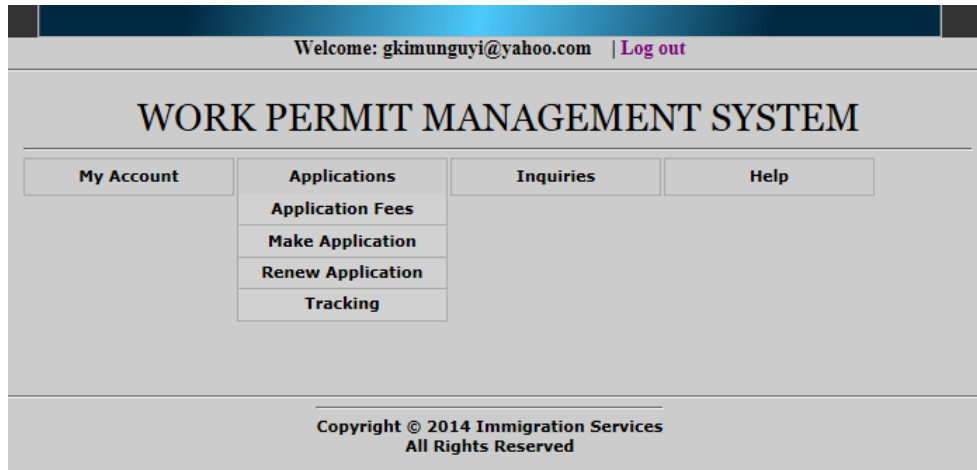 Welcome: gkimunguyi@yahoo.com | Log out
WORK PERMIT MANAGEMENT SYSTEM
My Account Applications Inquiries Help
Application Fees
Make Application
Renew Application
Tracking
Copyright © 2014 Immigration Services
All Rights Reserved